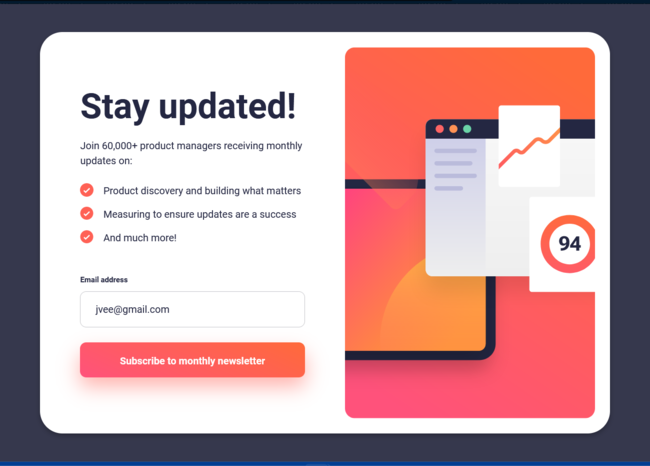 Stay updated!
Join 60,000+ product managers receiving monthly
updates on:
Product discovery and building what matters
Measuring to ensure updates are a success
And much more!
Email address
jvee@gmail.com
Subscribe to monthly newsletter
94